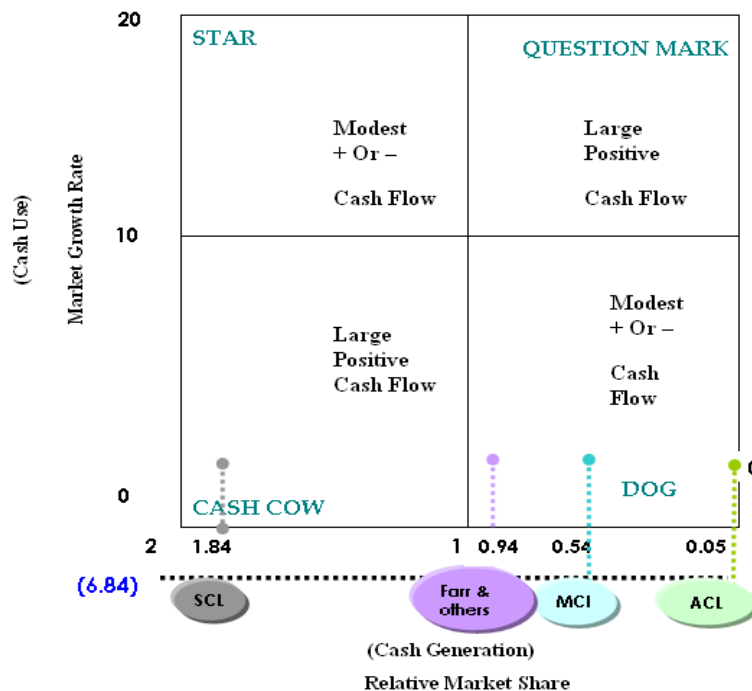 20
STAR
QUESTION MARK
Modest
+ Or –
Cash Flow
Large
Positive
Cash Flow
(Cash Use)
Market Growth Rate
10
Large
Positive
Cash Flow
Modest
+ Or –
Cash
Flow
0
CASH COW
DOG
2
1.84
1
0.94
0.54
0.05
(6.84)
SCL
Farr &
others
MCI
ACL
(Cash Generation)
Relative Market Share